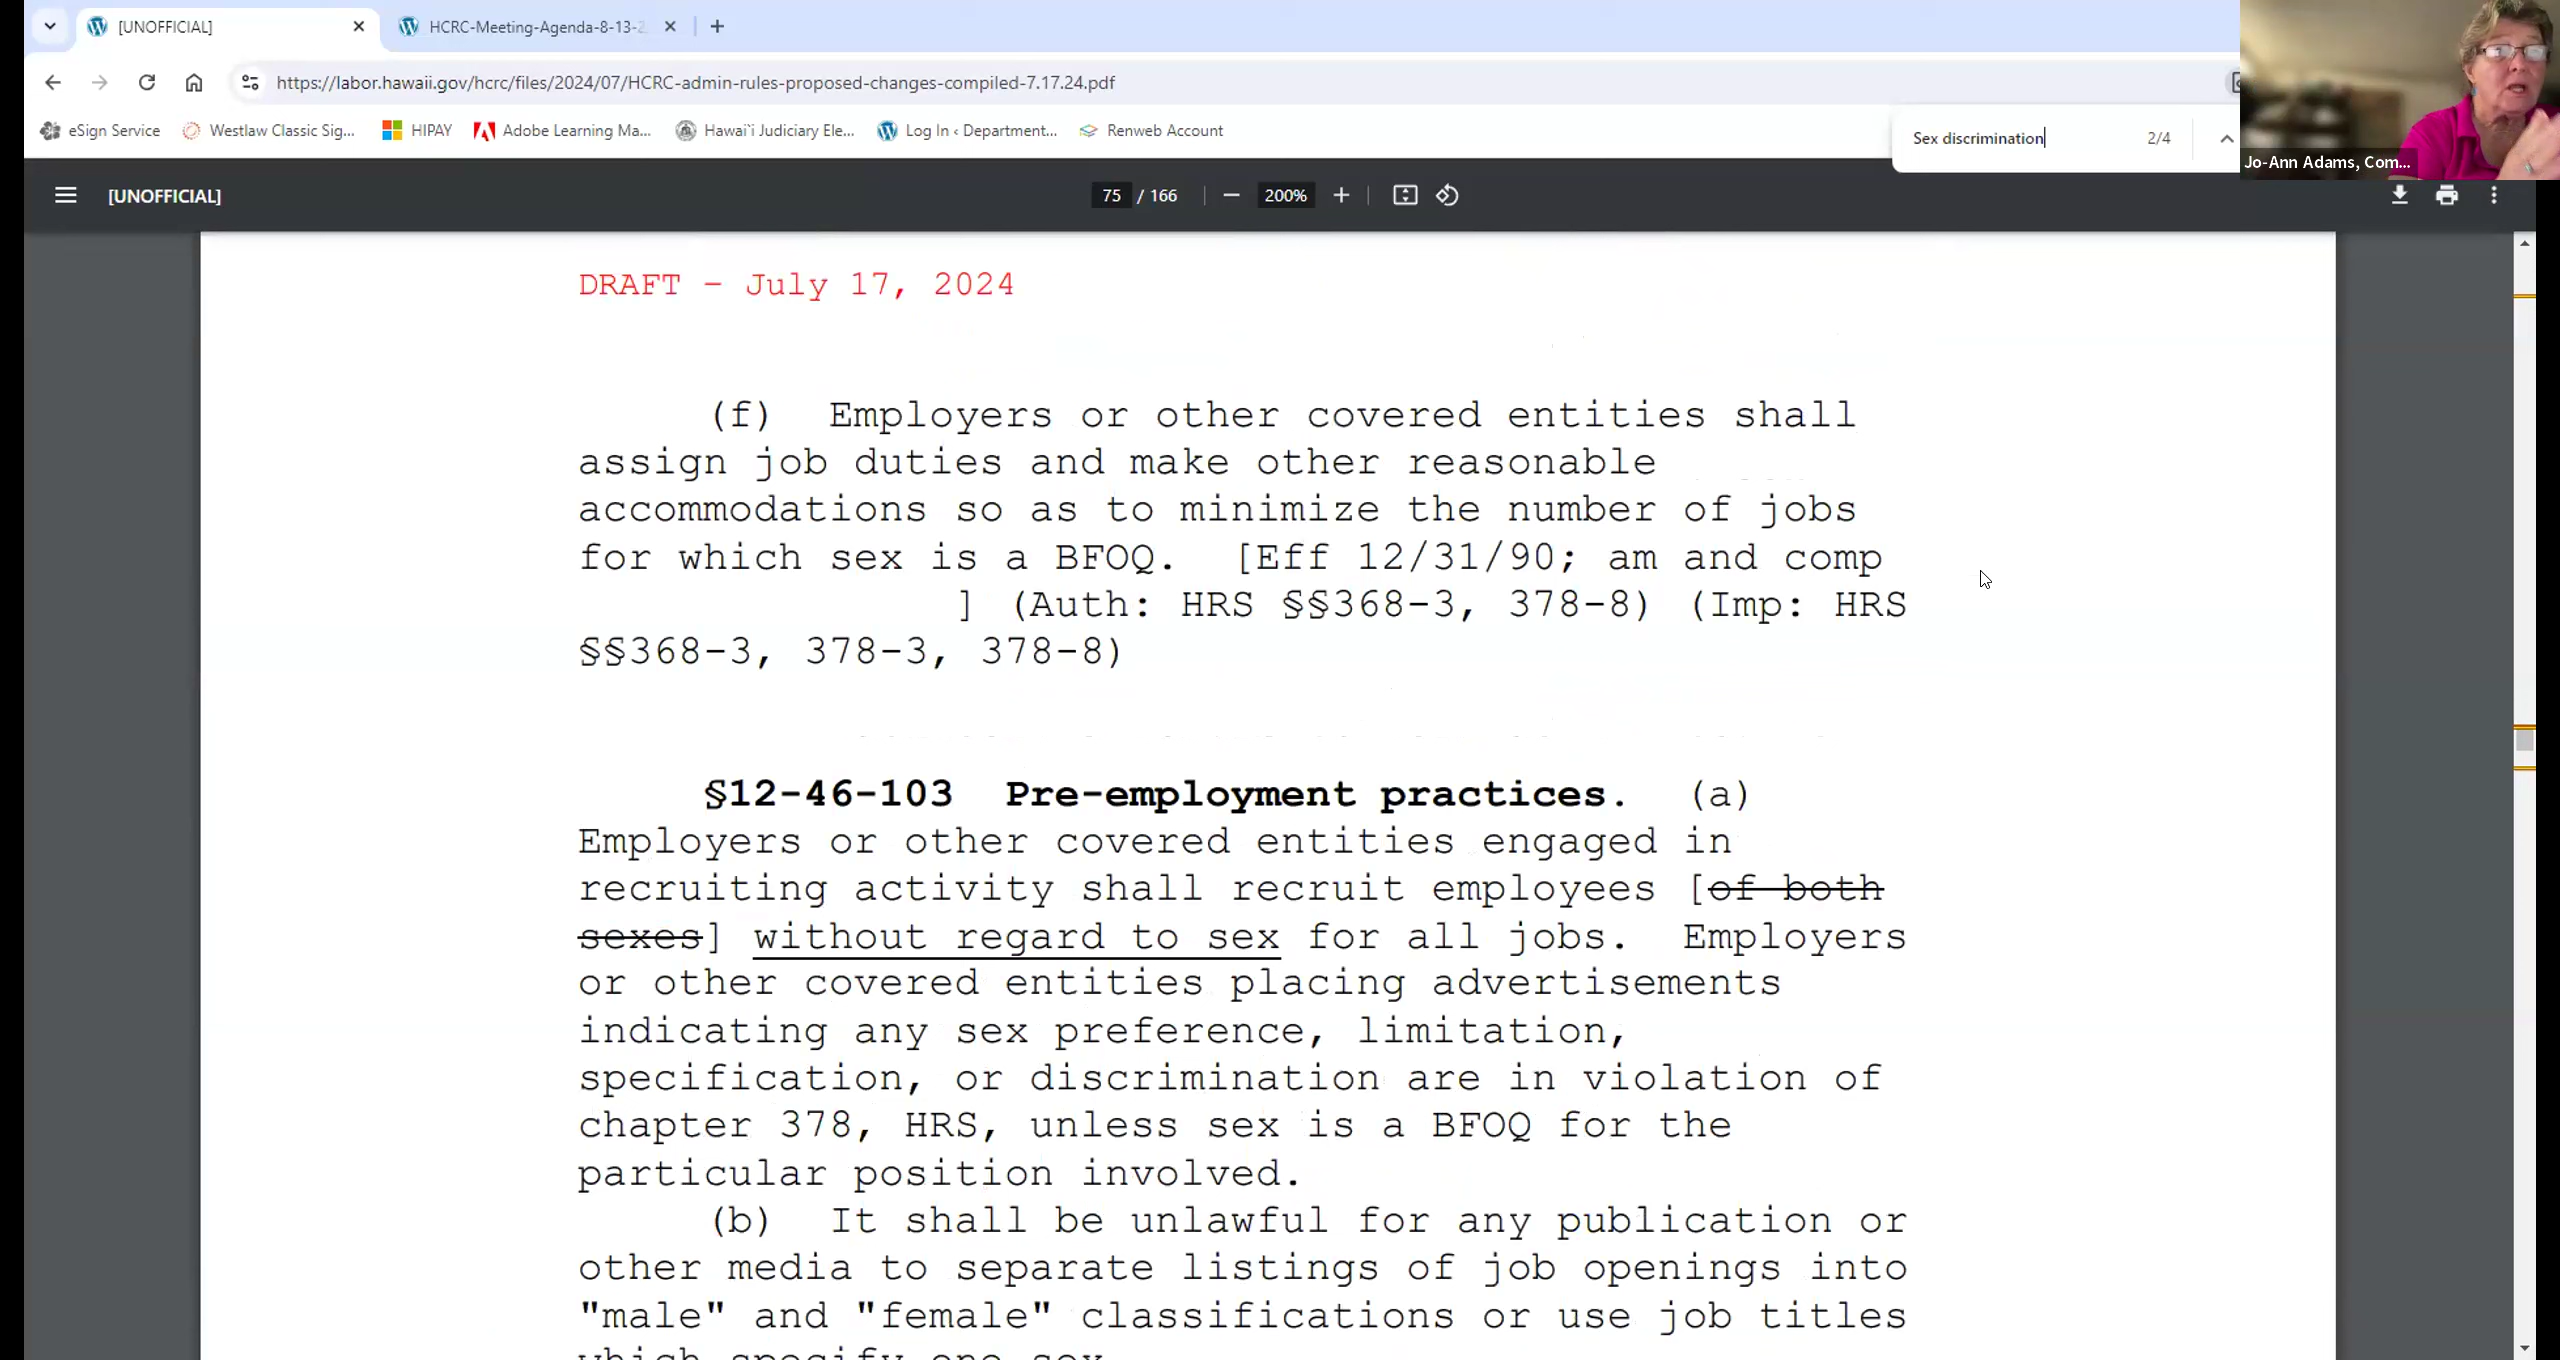 [UNOFFICIAL]
HCRC-Meeting-Agenda-8-13-2
https://labor.hawaii.gov/hcrc/files/2024/07/HCRC-admin-rules-proposed-changes-compiled-7.17.24.pdf
eSign Service
Westlaw Classic Sig...
HIPAY
Adobe Learning Ma...
Hawai`i Judiciary Ele...
Log In ‹ Department...
Renweb Account
Sex discrimination 2/4
Jo-Ann Adams, Com...
[UNOFFICIAL]
75 / 166
200%
DRAFT – July 17, 2024
(f) Employers or other covered entities shall
assign job duties and make other reasonable
accommodations so as to minimize the number of jobs
for which sex is a BFOQ. [Eff 12/31/90; am and comp
] (Auth: HRS §§368-3, 378-8) (Imp: HRS
§§368-3, 378-3, 378-8)
§12-46-103 Pre-employment practices. (a)
Employers or other covered entities engaged in
recruiting activity shall recruit employees [of both
sexes] without regard to sex for all jobs. Employers
or other covered entities placing advertisements
indicating any sex preference, limitation,
specification, or discrimination are in violation of
chapter 378, HRS, unless sex is a BFOQ for the
particular position involved.
(b) It shall be unlawful for any publication or
other media to separate listings of job openings into
"male" and "female" classifications or use job titles
which specify one sex.